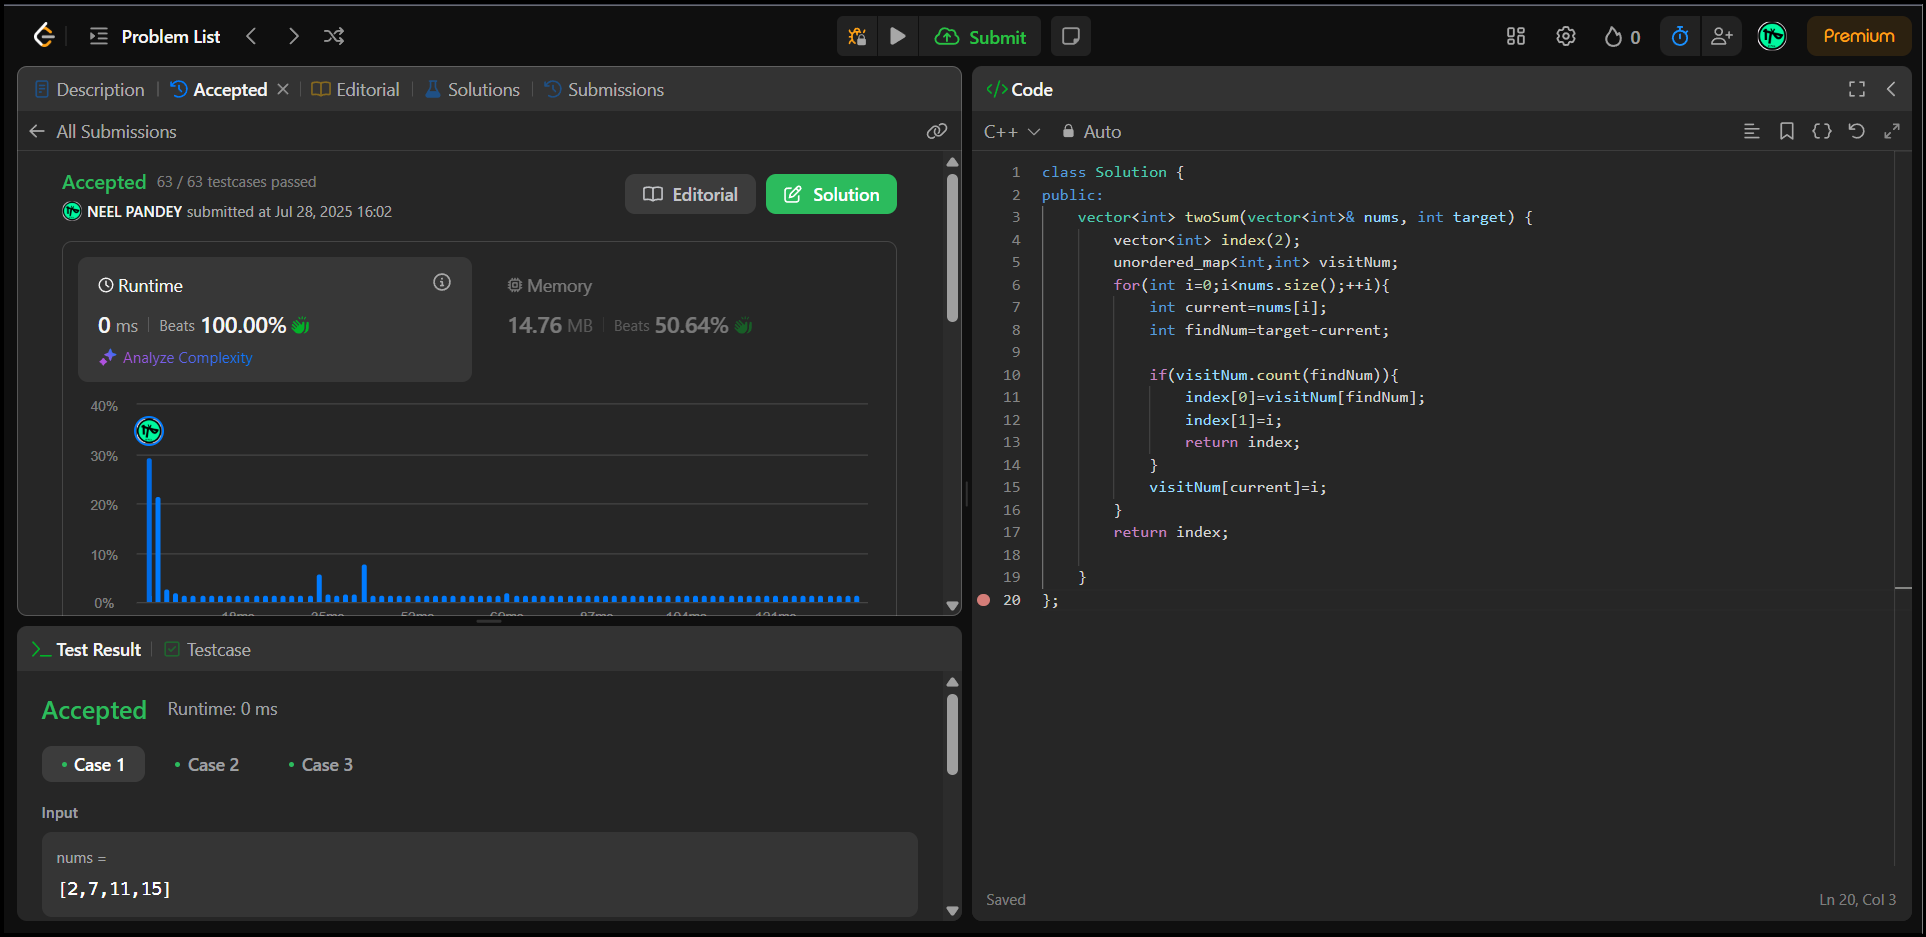 Problem List
Submit
0
Premium
Description
Accepted
Editorial
Solutions
Submissions
All Submissions
Accepted 63 / 63 testcases passed
NEEL PANDEY submitted at Jul 28, 2025 16:02
Editorial
Solution
Runtime
0 ms Beats 100.00%
Analyze Complexity
Memory
14.76 MB Beats 50.64%
40%
30%
20%
10%
0%
Test Result
Testcase
Accepted Runtime: 0 ms
Case 1
Case 2
Case 3
Input
nums =
[2,7,11,15]
</> Code
C++
Auto
1 class Solution {
2 public:
3 vector<int> twoSum(vector<int>& nums, int target) {
4 vector<int> index(2);
5 unordered_map<int,int> visitNum;
6 for(int i=0;i<nums.size();++i){
7 int current=nums[i];
8 int findNum=target-current;
9
10 if(visitNum.count(findNum)){
11 index[0]=visitNum[findNum];
12 index[1]=i;
13 return index;
14 }
15 visitNum[current]=i;
16 }
17 return index;
18
19 }
20 };
Saved
Ln 20, Col 3